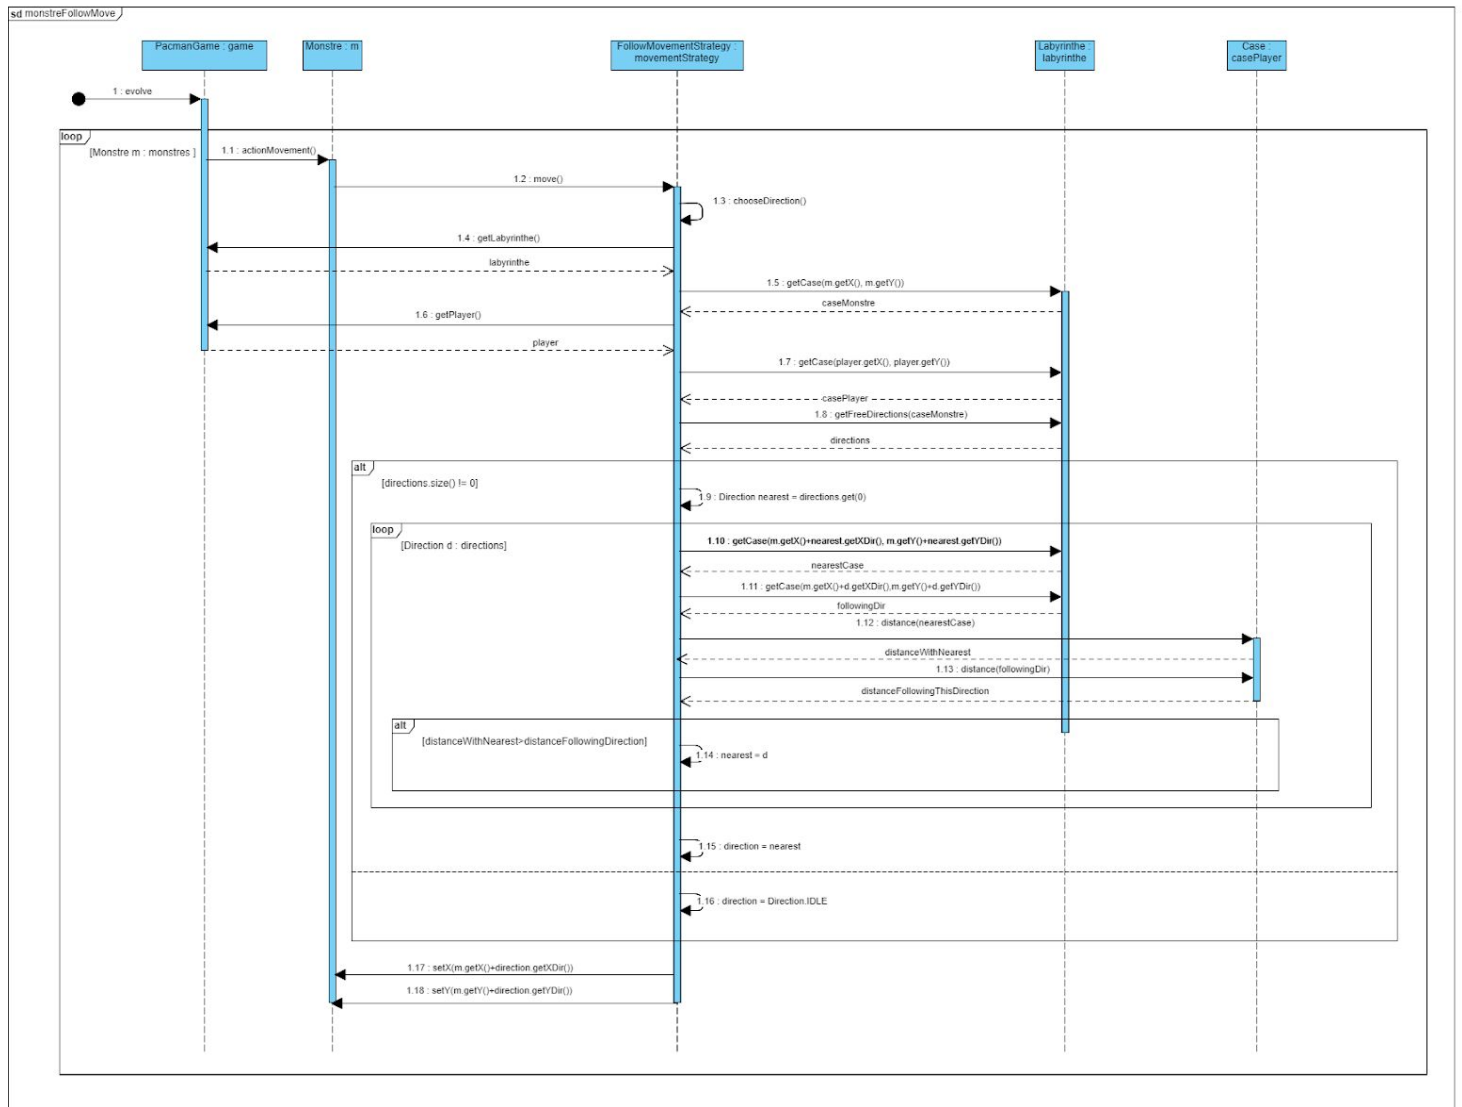 sd monstreFollowMove
PacmanGame : game
Monstre : m
FollowMovementStrategy :
movementStrategy
Labyrinthe :
labyrinthe
Case :
casePlayer
1 : evolve
loop
[Monstre m : monstres ]
1.1 : actionMovement()
1.2 : move()
1.3 : chooseDirection()
1.4 : getLabyrinthe()
labyrinthe
1.5 : getCase(m.getX(), m.getY())
caseMonstre
1.6 : getPlayer()
player
1.7 : getCase(player.getX(), player.getY())
casePlayer
1.8 : getFreeDirections(caseMonstre)
directions
alt
[directions.size() != 0]
1.9 : Direction nearest = directions.get(0)
loop
[Direction d : directions]
1.10 : getCase(m.getX()+nearest.getXDir(), m.getY()+nearest.getYDir())
nearestCase
1.11 : getCase(m.getX()+d.getXDir(),m.getY()+d.getYDir())
followingDir
1.12 : distance(nearestCase)
distanceWithNearest
1.13 : distance(followingDir)
distanceFollowingThisDirection
alt
[distanceWithNearest>distanceFollowingDirection]
1.14 : nearest = d
1.15 : direction = nearest
1.16 : direction = Direction.IDLE
1.17 : setX(m.getX()+direction.getXDir())
1.18 : setY(m.getY()+direction.getYDir())